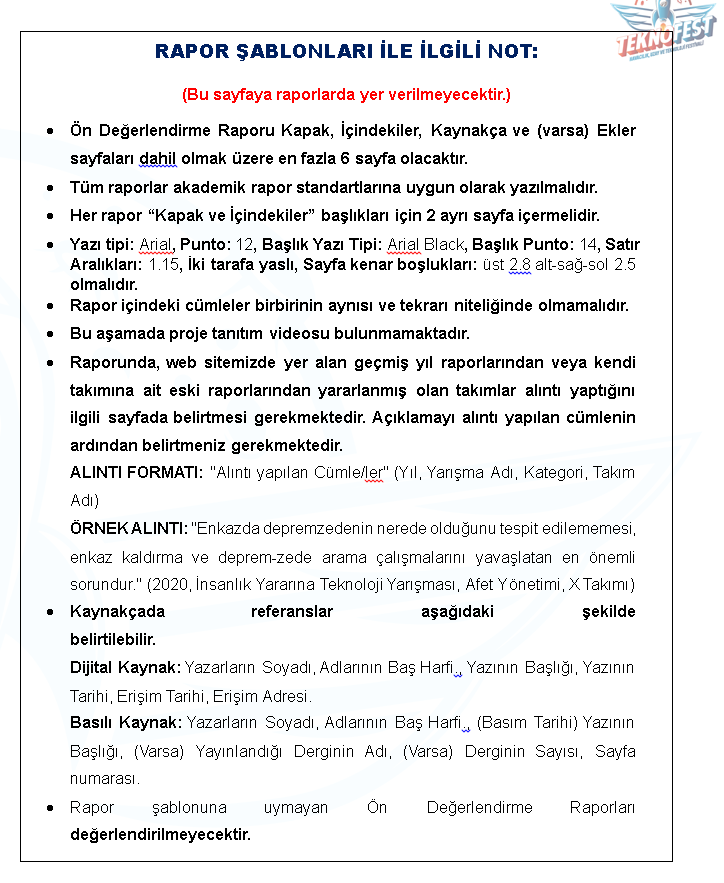 TEKNOFEST
HAVACILIK, UZAY VE TEKNOLOJİ FESTİVALİ
RAPOR ŞABLONLARI İLE İLGİLİ NOT:
(Bu sayfaya raporlarda yer verilmeyecektir.)
• Ön Değerlendirme Raporu Kapak, İçindekiler, Kaynakça ve (varsa) Ekler
sayfaları dahil olmak üzere en fazla 6 sayfa olacaktır.
• Tüm raporlar akademik rapor standartlarına uygun olarak yazılmalıdır.
• Her rapor “Kapak ve İçindekiler” başlıkları için 2 ayrı sayfa içermelidir.
• Yazı tipi: Arial, Punto: 12, Başlık Yazı Tipi: Arial Black, Başlık Punto: 14, Satır
Aralıkları: 1.15, İki tarafa yaslı, Sayfa kenar boşlukları: üst 2.8 alt-sağ-sol 2.5
olmalıdır.
• Rapor içindeki cümleler birbirinin aynısı ve tekrarı niteliğinde olmamalıdır.
• Bu aşamada proje tanıtım videosu bulunmamaktadır.
• Raporunda, web sitemizde yer alan geçmiş yıl raporlarından veya kendi
takımına ait eski raporlarından yararlanmış olan takımlar alıntı yaptığını
ilgili sayfada belirtmesi gerekmektedir. Açıklamayı alıntı yapılan cümlenin
ardından belirtmeniz gerekmektedir.
ALINTI FORMATI: "Alıntı yapılan Cümle/ler" (Yıl, Yarışma Adı, Kategori, Takım
Adı)
ÖRNEK ALINTI: "Enkazda depremzedenin nerede olduğunu tespit edilememesi,
enkaz kaldırma ve deprem-zede arama çalışmalarını yavaşlatan en önemli
sorundur." (2020, İnsanlık Yararına Teknoloji Yarışması, Afet Yönetimi, X Takımı)
• Kaynakçada referanslar aşağıdaki şekilde
belirtilebilir.
Dijital Kaynak: Yazarların Soyadı, Adlarının Baş Harfi., Yazının Başlığı, Yazının
Tarihi, Erişim Tarihi, Erişim Adresi.
Basılı Kaynak: Yazarların Soyadı, Adlarının Baş Harfi., (Basım Tarihi) Yazının
Başlığı, (Varsa) Yayınlandığı Derginin Adı, (Varsa) Derginin Sayısı, Sayfa
numarası.
• Rapor şablonuna uymayan Ön Değerlendirme Raporları
değerlendirilmeyecektir.